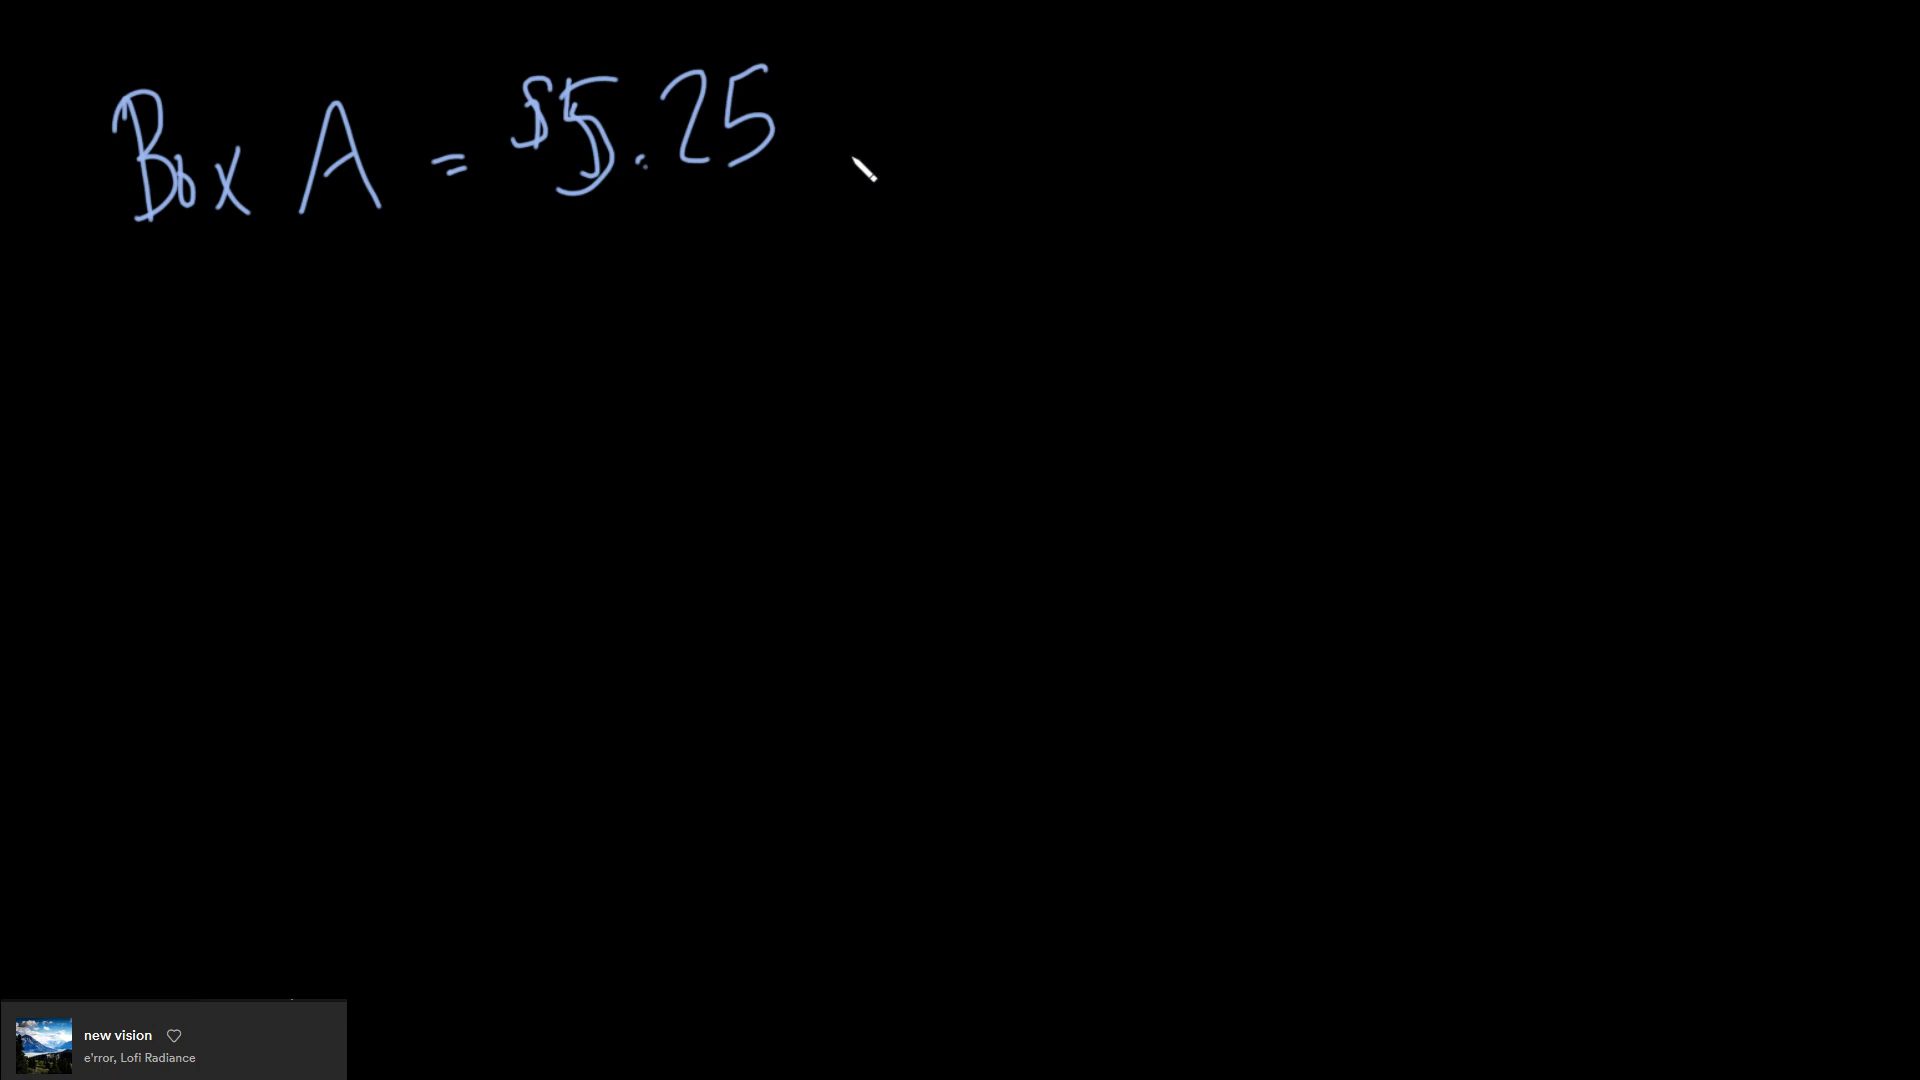 Box A = $5.25
new vision
e'rror, Lofi Radiance